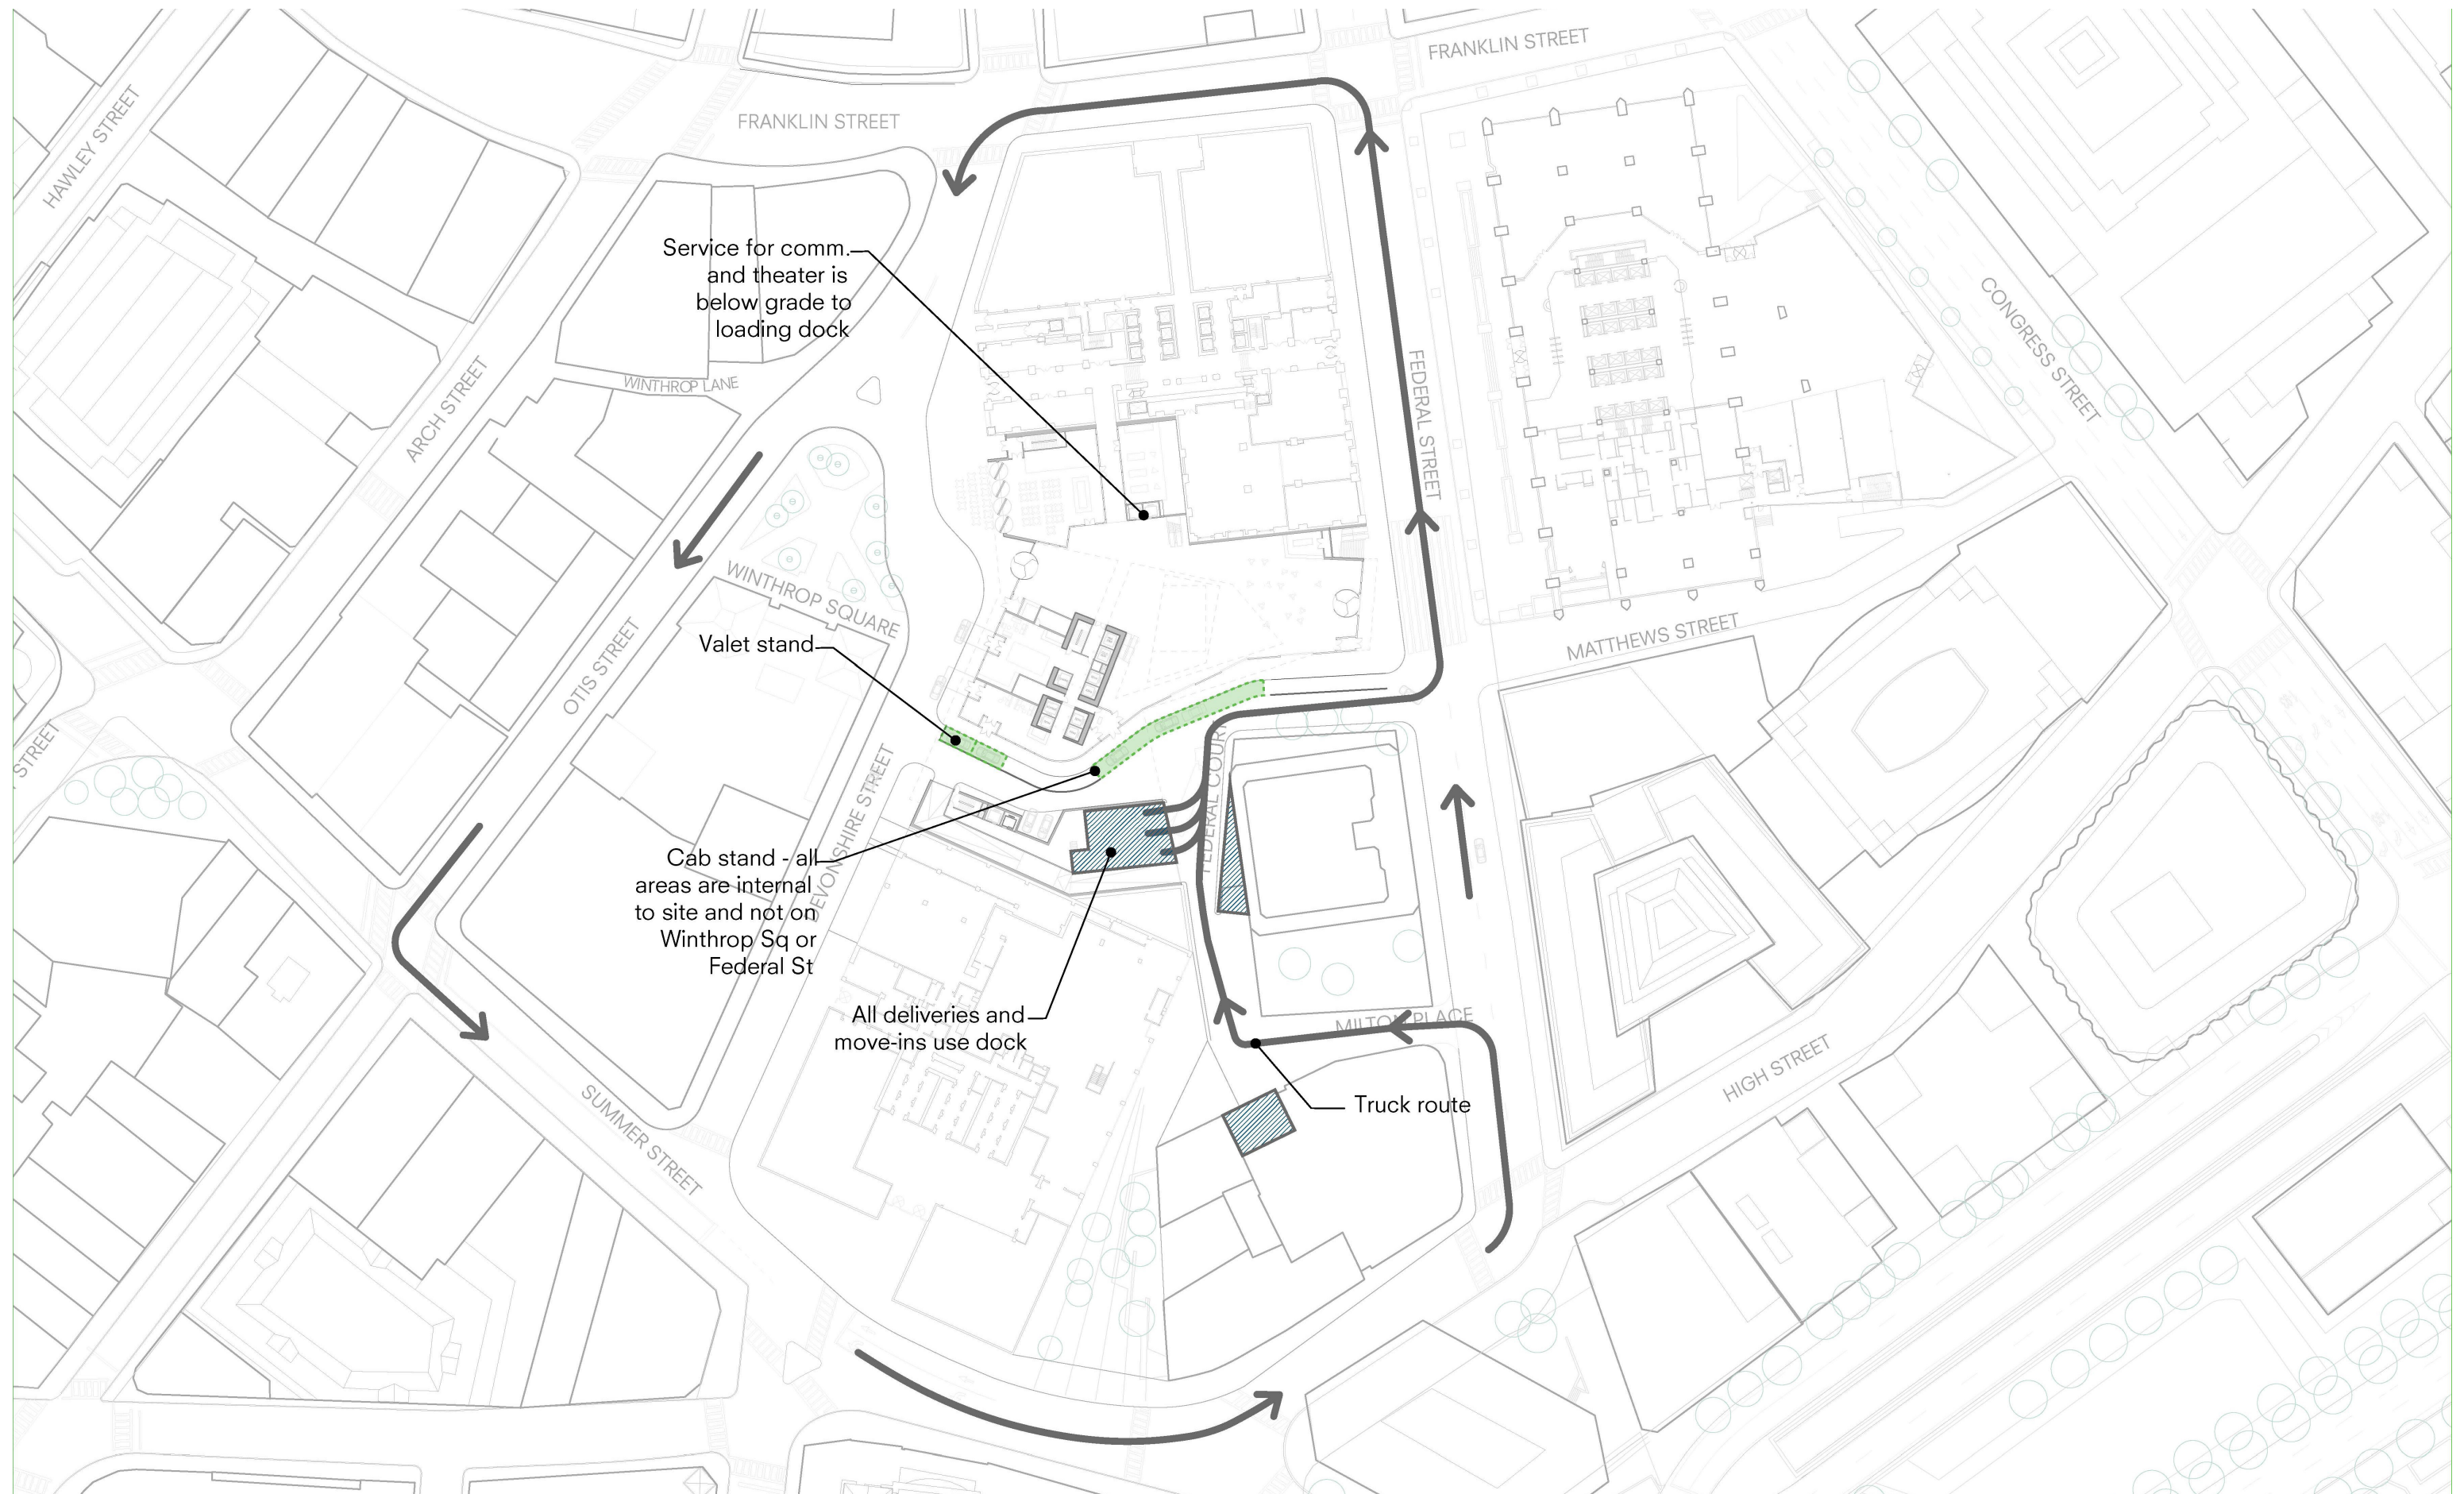 FRANKLIN STREET
FRANKLIN STREET
HAWLEY STREET
Service for comm.
and theater is
below grade to
loading dock
CONGRESS STREET
FEDERAL STREET
WINTHROP LANE
ARCH STREET
WINTHROP SQUARE
MATTHEWS STREET
Valet stand
OTIS STREET
STREET
FEDERAL COURT
DEVONSHIRE STREET
Cab stand - all
areas are internal
to site and not on
Winthrop Sq or
Federal St
All deliveries and
move-ins use dock
MILTON PLACE
HIGH STREET
Truck route
SUMMER STREET